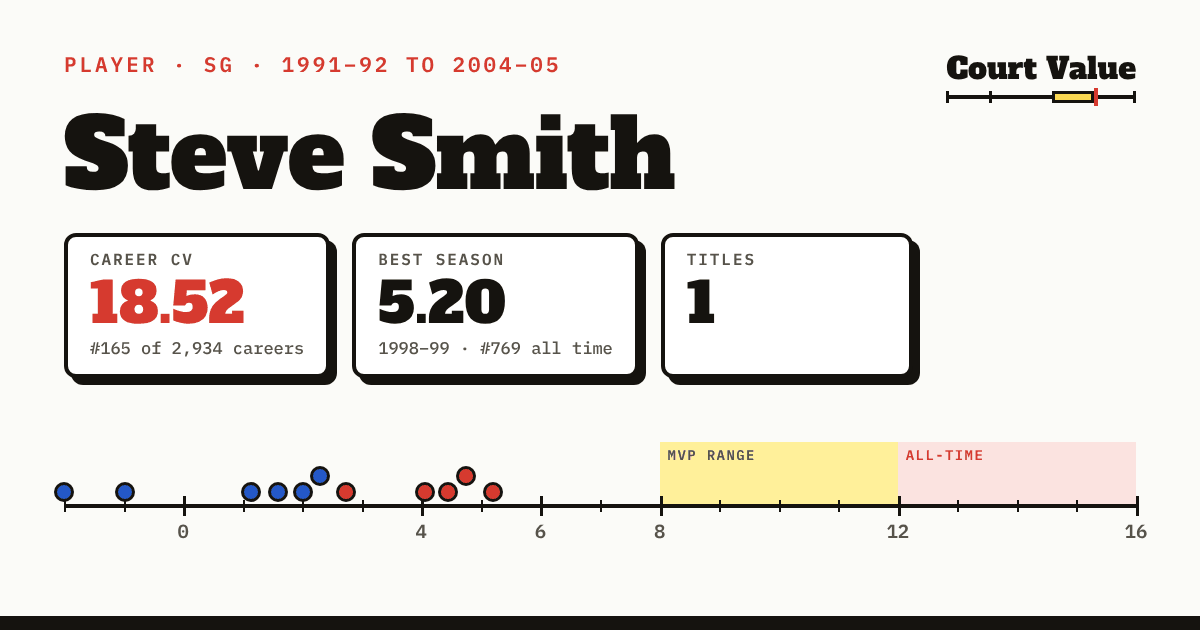 PLAYER · SG · 1991–92 TO 2004–05
Court Value
Steve Smith
CAREER CV
18.52
#165 of 2,934 careers
BEST SEASON
5.20
1998–99 · #769 all time
TITLES
1
MVP RANGE
ALL-TIME
0 4 6 8 12 16